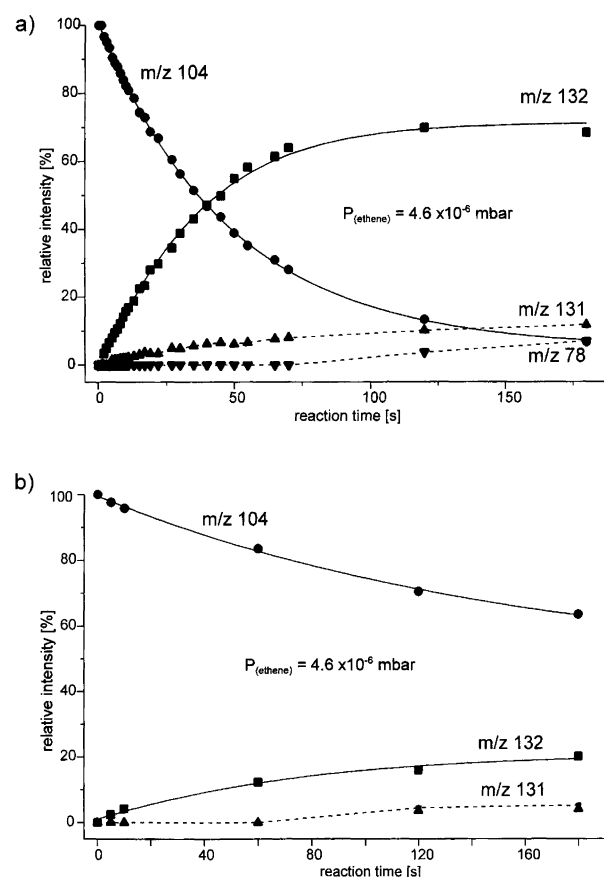 a)
100
80
60
40
20
0
relative intensity [%]
m/z 104
m/z 132
P(ethene) = 4.6 x10⁻⁶ mbar
m/z 131
m/z 78
0
50
100
150
reaction time [s]
b)
100
80
60
40
20
0
relative intensity [%]
m/z 104
P(ethene) = 4.6 x10⁻⁶ mbar
m/z 132
m/z 131
0
40
80
120
160
reaction time [s]